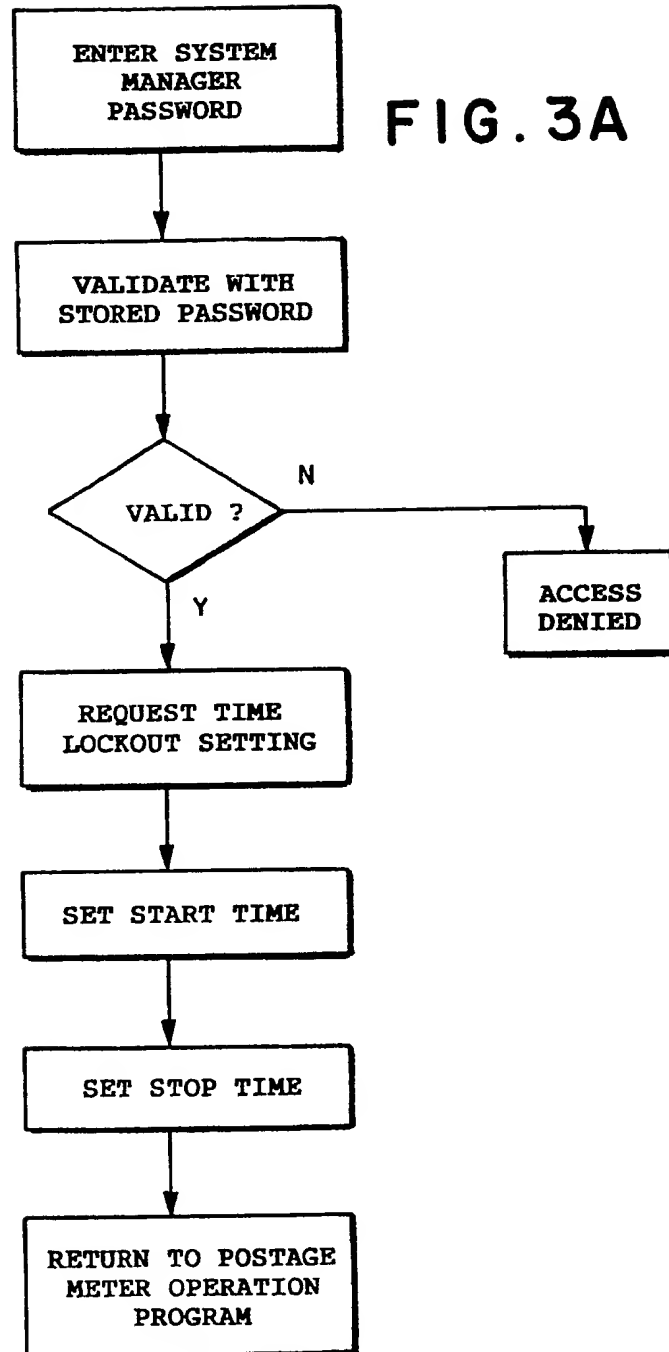 ENTER SYSTEM
MANAGER
PASSWORD
FIG. 3A
VALIDATE WITH
STORED PASSWORD
VALID ?
N
Y
ACCESS
DENIED
REQUEST TIME
LOCKOUT SETTING
SET START TIME
SET STOP TIME
RETURN TO POSTAGE
METER OPERATION
PROGRAM